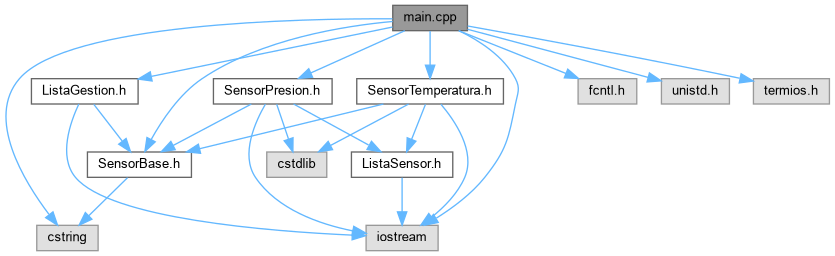 main.cpp
ListaGestion.h
SensorPresion.h
SensorTemperatura.h
fcntl.h
unistd.h
termios.h
SensorBase.h
cstdlib
ListaSensor.h
cstring
iostream